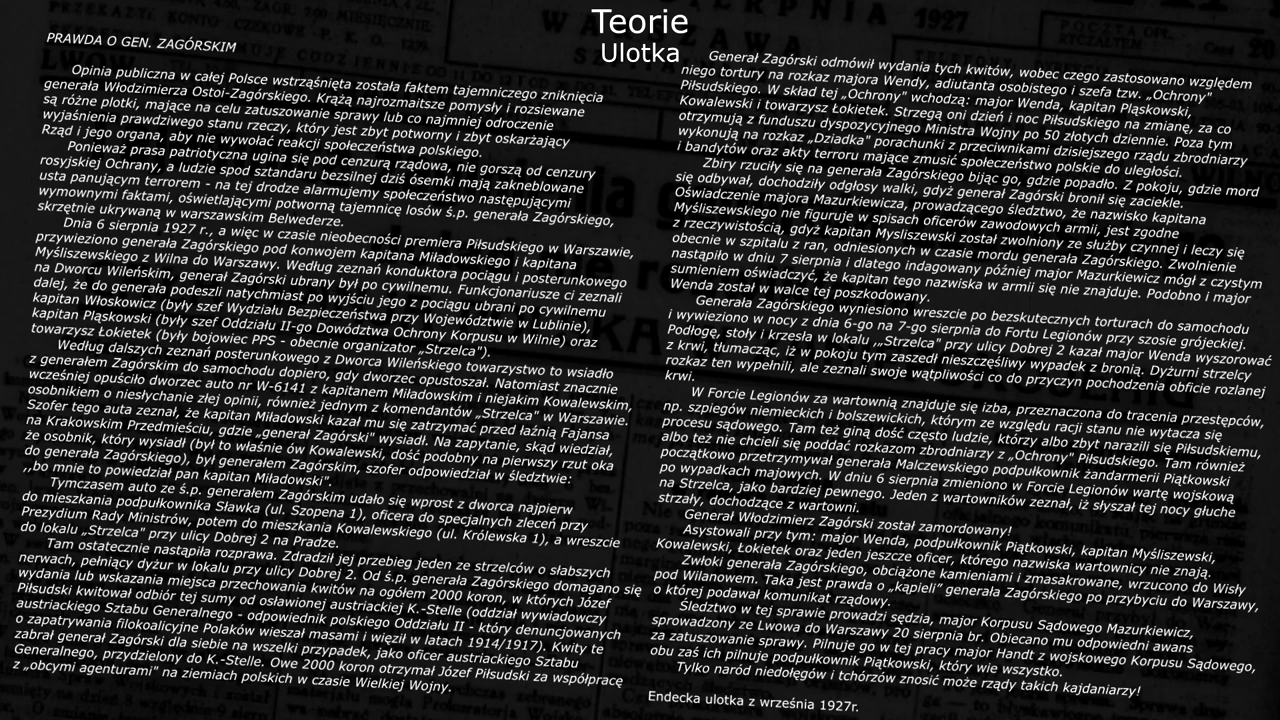 Teorie
Ulotka
PRAWDA O GEN. ZAGÓRSKIM
Opinia publiczna w całej Polsce wstrząśnięta została faktem tajemniczego zniknięcia
generała Włodzimierza Ostoi-Zagórskiego. Krążą najrozmaitsze pomysły i rozsiewane
są różne plotki, mające na celu zatuszowanie sprawy lub co najmniej odroczenie
wyjaśnienia prawdziwego stanu rzeczy, który jest zbyt potworny i zbyt oskarżający
Rząd i jego organa, aby nie wywołać reakcji społeczeństwa polskiego.
Ponieważ prasa patriotyczna ugina się pod cenzurą rządowa, nie gorszą od cenzury
rosyjskiej Ochrany, a ludzie spod sztandaru bezsilnej dziś ósemki mają zakneblowane
usta panującym terrorem - na tej drodze alarmujemy społeczeństwo następującymi
wymownymi faktami, oświetlającymi potworną tajemnicę losów ś.p. generała Zagórskiego,
skrzętnie ukrywaną w warszawskim Belwederze.
Dnia 6 sierpnia 1927 r., a więc w czasie nieobecności premiera Piłsudskiego w Warszawie,
przywieziono generała Zagórskiego pod konwojem kapitana Miładowskiego i kapitana
Myśliszewskiego z Wilna do Warszawy. Według zeznań konduktora pociągu i posterunkowego
na Dworcu Wileńskim, generał Zagórski ubrany był po cywilnemu. Funkcjonariusze ci zeznali
dalej, że do generała podeszli natychmiast po wyjściu jego z pociągu ubrani po cywilnemu
kapitan Włoskowicz (były szef Wydziału Bezpieczeństwa przy Województwie w Lublinie),
kapitan Pląskowski (były szef Oddziału II-go Dowództwa Ochrony Korpusu w Wilnie) oraz
towarzysz Łokietek (były bojowiec PPS - obecnie organizator „Strzelca").
Według dalszych zeznań posterunkowego z Dworca Wileńskiego towarzystwo to wsiadło
z generałem Zagórskim do samochodu dopiero, gdy dworzec opustoszał. Natomiast znacznie
wcześniej opuściło dworzec auto nr W-6141 z kapitanem Miładowskim i niejakim Kowalewskim,
osobnikiem o niesłychanie złej opinii, również jednym z komendantów „Strzelca" w Warszawie.
Szofer tego auta zeznał, że kapitan Miładowski kazał mu się zatrzymać przed łaźnią Fajansa
na Krakowskim Przedmieściu, gdzie „generał Zagórski" wysiadł. Na zapytanie, skąd wiedział,
że osobnik, który wysiadł (był to właśnie ów Kowalewski, dość podobny na pierwszy rzut oka
do generała Zagórskiego), był generałem Zagórskim, szofer odpowiedział w śledztwie:
,,bo mnie to powiedział pan kapitan Miładowski".
Tymczasem auto ze ś.p. generałem Zagórskim udało się wprost z dworca najpierw
do mieszkania podpułkownika Sławka (ul. Szopena 1), oficera do specjalnych zleceń przy
Prezydium Rady Ministrów, potem do mieszkania Kowalewskiego (ul. Królewska 1), a wreszcie
do lokalu „Strzelca" przy ulicy Dobrej 2 na Pradze.
Tam ostatecznie nastąpiła rozprawa. Zdradził jej przebieg jeden ze strzelców o słabszych
nerwach, pełniący dyżur w lokalu przy ulicy Dobrej 2. Od ś.p. generała Zagórskiego domagano się
wydania lub wskazania miejsca przechowania kwitów na ogółem 2000 koron, w których Józef
Piłsudski kwitował odbiór tej sumy od osławionej austriackiej K.-Stelle (oddział wywiadowczy
austriackiego Sztabu Generalnego - odpowiednik polskiego Oddziału II - który denuncjowanych
o zapatrywania filokoalicyjne Polaków wieszał masami i więził w latach 1914/1917). Kwity te
zabrał generał Zagórski dla siebie na wszelki przypadek, jako oficer austriackiego Sztabu
Generalnego, przydzielony do K.-Stelle. Owe 2000 koron otrzymał Józef Piłsudski za współpracę
z „obcymi agenturami" na ziemiach polskich w czasie Wielkiej Wojny.
Generał Zagórski odmówił wydania tych kwitów, wobec czego zastosowano względem
niego tortury na rozkaz majora Wendy, adiutanta osobistego i szefa tzw. „Ochrony"
Piłsudskiego. W skład tej „Ochrony" wchodzą: major Wenda, kapitan Pląskowski,
Kowalewski i towarzysz Łokietek. Strzegą oni dzień i noc Piłsudskiego na zmianę, za co
otrzymują z funduszu dyspozycyjnego Ministra Wojny po 50 złotych dziennie. Poza tym
wykonują na rozkaz „Dziadka" porachunki z przeciwnikami dzisiejszego rządu zbrodniarzy
i bandytów oraz akty terroru mające zmusić społeczeństwo polskie do uległości.
Zbiry rzuciły się na generała Zagórskiego bijąc go, gdzie popadło. Z pokoju, gdzie mord
się odbywał, dochodziły odgłosy walki, gdyż generał Zagórski bronił się zaciekle.
Oświadczenie majora Mazurkiewicza, prowadzącego śledztwo, że nazwisko kapitana
Myśliszewskiego nie figuruje w spisach oficerów zawodowych armii, jest zgodne
z rzeczywistością, gdyż kapitan Mysliszewski został zwolniony ze służby czynnej i leczy się
obecnie w szpitalu z ran, odniesionych w czasie mordu generała Zagórskiego. Zwolnienie
nastąpiło w dniu 7 sierpnia i dlatego indagowany później major Mazurkiewicz mógł z czystym
sumieniem oświadczyć, że kapitan tego nazwiska w armii się nie znajduje. Podobno i major
Wenda został w walce tej poszkodowany.
Generała Zagórskiego wyniesiono wreszcie po bezskutecznych torturach do samochodu
i wywieziono w nocy z dnia 6-go na 7-go sierpnia do Fortu Legionów przy szosie grójeckiej.
Podłogę, stoły i krzesła w lokalu ,„Strzelca" przy ulicy Dobrej 2 kazał major Wenda wyszorować
z krwi, tłumacząc, iż w pokoju tym zaszedł nieszczęśliwy wypadek z bronią. Dyżurni strzelcy
rozkaz ten wypełnili, ale zeznali swoje wątpliwości co do przyczyn pochodzenia obficie rozlanej
krwi.
W Forcie Legionów za wartownią znajduje się izba, przeznaczona do tracenia przestępców,
np. szpiegów niemieckich i bolszewickich, którym ze względu racji stanu nie wytacza się
procesu sądowego. Tam też giną dość często ludzie, którzy albo zbyt narazili się Piłsudskiemu,
albo też nie chcieli się poddać rozkazom zbrodniarzy z „Ochrony" Piłsudskiego. Tam również
początkowo przetrzymywał generała Malczewskiego podpułkownik żandarmerii Piątkowski
po wypadkach majowych. W dniu 6 sierpnia zmieniono w Forcie Legionów wartę wojskową
na Strzelca, jako bardziej pewnego. Jeden z wartowników zeznał, iż słyszał tej nocy głuche
strzały, dochodzące z wartowni.
Generał Włodzimierz Zagórski został zamordowany!
Asystowali przy tym: major Wenda, podpułkownik Piątkowski, kapitan Myśliszewski,
Kowalewski, Łokietek oraz jeden jeszcze oficer, którego nazwiska wartownicy nie znają.
Zwłoki generała Zagórskiego, obciążone kamieniami i zmasakrowane, wrzucono do Wisły
pod Wilanowem. Taka jest prawda o „kąpieli" generała Zagórskiego po przybyciu do Warszawy,
o której podawał komunikat rządowy.
Śledztwo w tej sprawie prowadzi sędzia, major Korpusu Sądowego Mazurkiewicz,
sprowadzony ze Lwowa do Warszawy 20 sierpnia br. Obiecano mu odpowiedni awans
za zatuszowanie sprawy. Pilnuje go w tej pracy major Handt z wojskowego Korpusu Sądowego,
obu zaś ich pilnuje podpułkownik Piątkowski, który wie wszystko.
Tylko naród niedołęgów i tchórzów znosić może rządy takich kajdaniarzy!
Endecka ulotka z września 1927r.